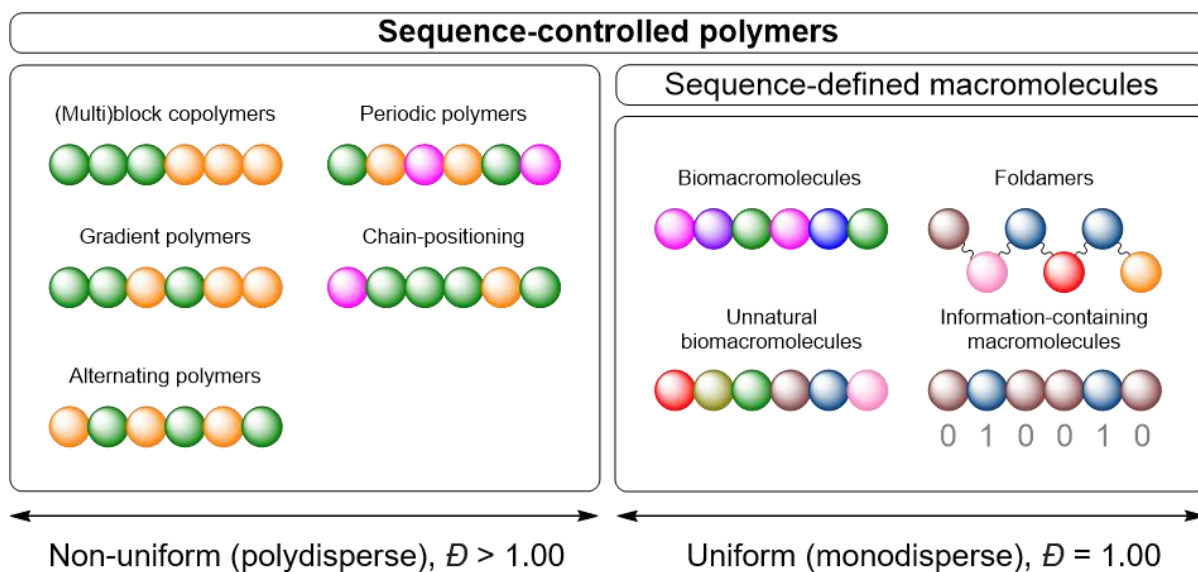 Sequence-controlled polymers
Sequence-defined macromolecules
(Multi)block copolymers
Periodic polymers
Gradient polymers
Chain-positioning
Alternating polymers
Biomacromolecules
Foldamers
Unnatural
biomacromolecules
Information-containing
macromolecules
0 1 0 0 1 0
Non-uniform (polydisperse), Đ > 1.00
Uniform (monodisperse), Đ = 1.00